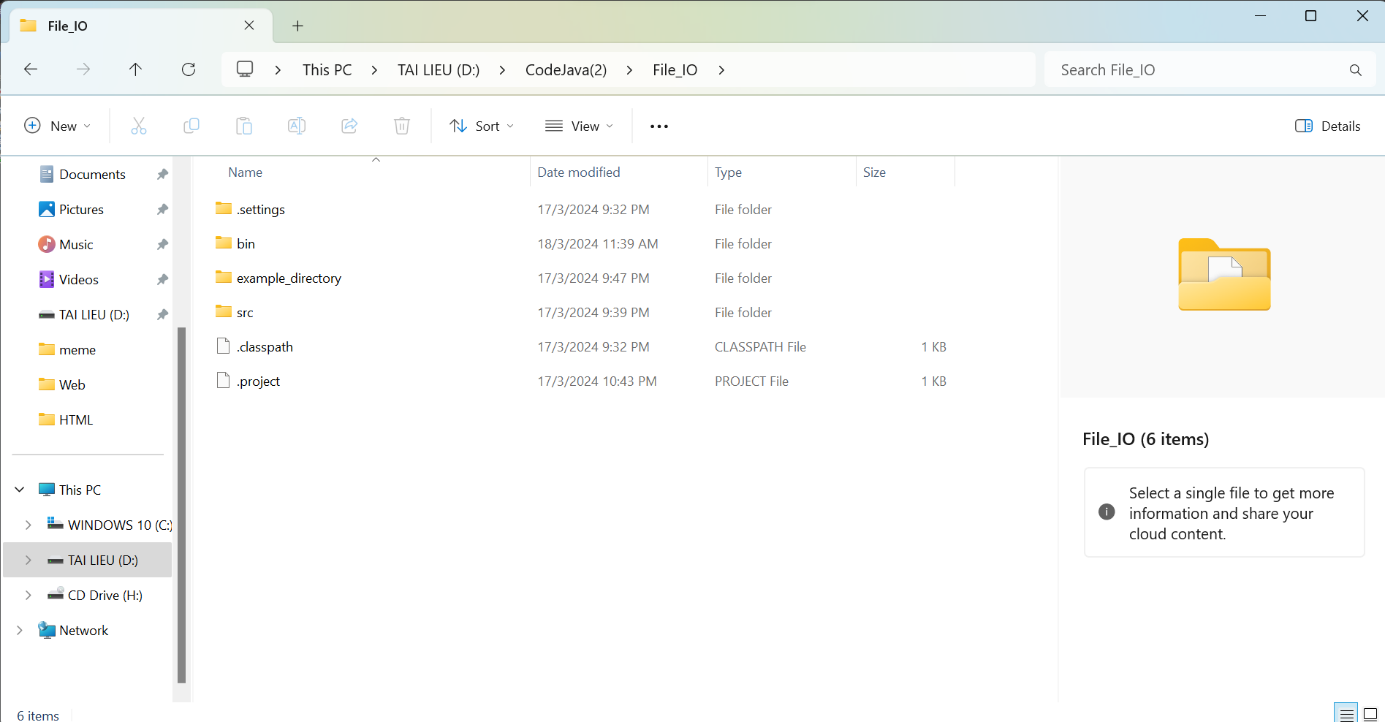 File_IO
This PC > TAI LIEU (D:) > CodeJava(2) > File_IO >
Search File_IO
New
Sort
View
Details
Documents
Pictures
Music
Videos
TAI LIEU (D:)
meme
Web
HTML
This PC
WINDOWS 10 (C:)
TAI LIEU (D:)
CD Drive (H:)
Network
Name Date modified Type Size
.settings 17/3/2024 9:32 PM File folder
bin 18/3/2024 11:39 AM File folder
example_directory 17/3/2024 9:47 PM File folder
src 17/3/2024 9:39 PM File folder
.classpath 17/3/2024 9:32 PM CLASSPATH File 1 KB
.project 17/3/2024 10:43 PM PROJECT File 1 KB
File_IO (6 items)
Select a single file to get more
information and share your
cloud content.
6 items